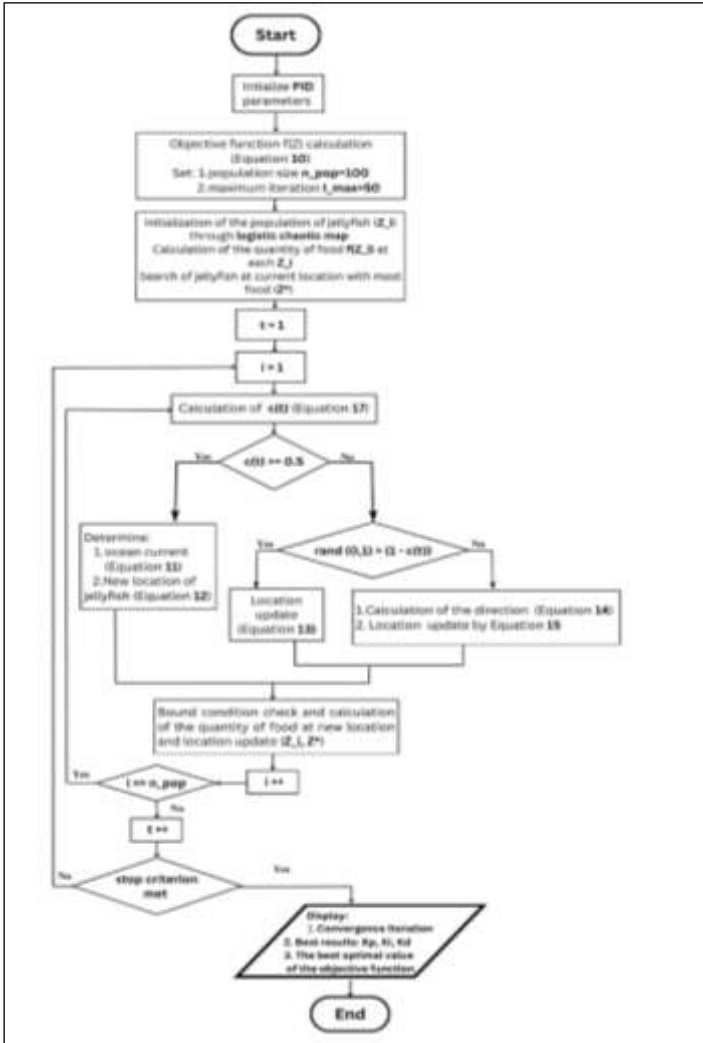 Start
Initialize PID
parameters
Objective function f(Z) calculation
(Equation 10)
Set: 1.population size n_pop=100
2.maximum iteration t_max=50
Initialization of the population of jellyfish (Z_i)
through logistic chaotic map
Calculation of the quantity of food f(Z_i) at
each Z_i
Search of jellyfish at current location with most
food (Z*)
t = 1
i = 1
Calculation of c(t) (Equation 17)
Yes
c(t) >= 0.5
No
Determine:
1. ocean current
(Equation 11)
2.New location of
jellyfish (Equation 12)
Yes
rand (0,1) > (1 - c(t))
No
Location
update
(Equation 13)
1.Calculation of the direction (Equation 14)
2. Location update by Equation 15
Bound condition check and calculation
of the quantity of food at new location
and location update (Z_i, Z*)
Yes
i <= n_pop
i ++
No
t ++
No
stop criterion
met
Yes
Display:
1. Convergence iteration
2. Best results: Kp, Ki, Kd
3. The best optimal value
of the objective function
End